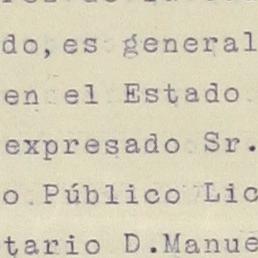 do, es general
en el Estado
expresado Sr.
o Público Lic
tario D.Manue